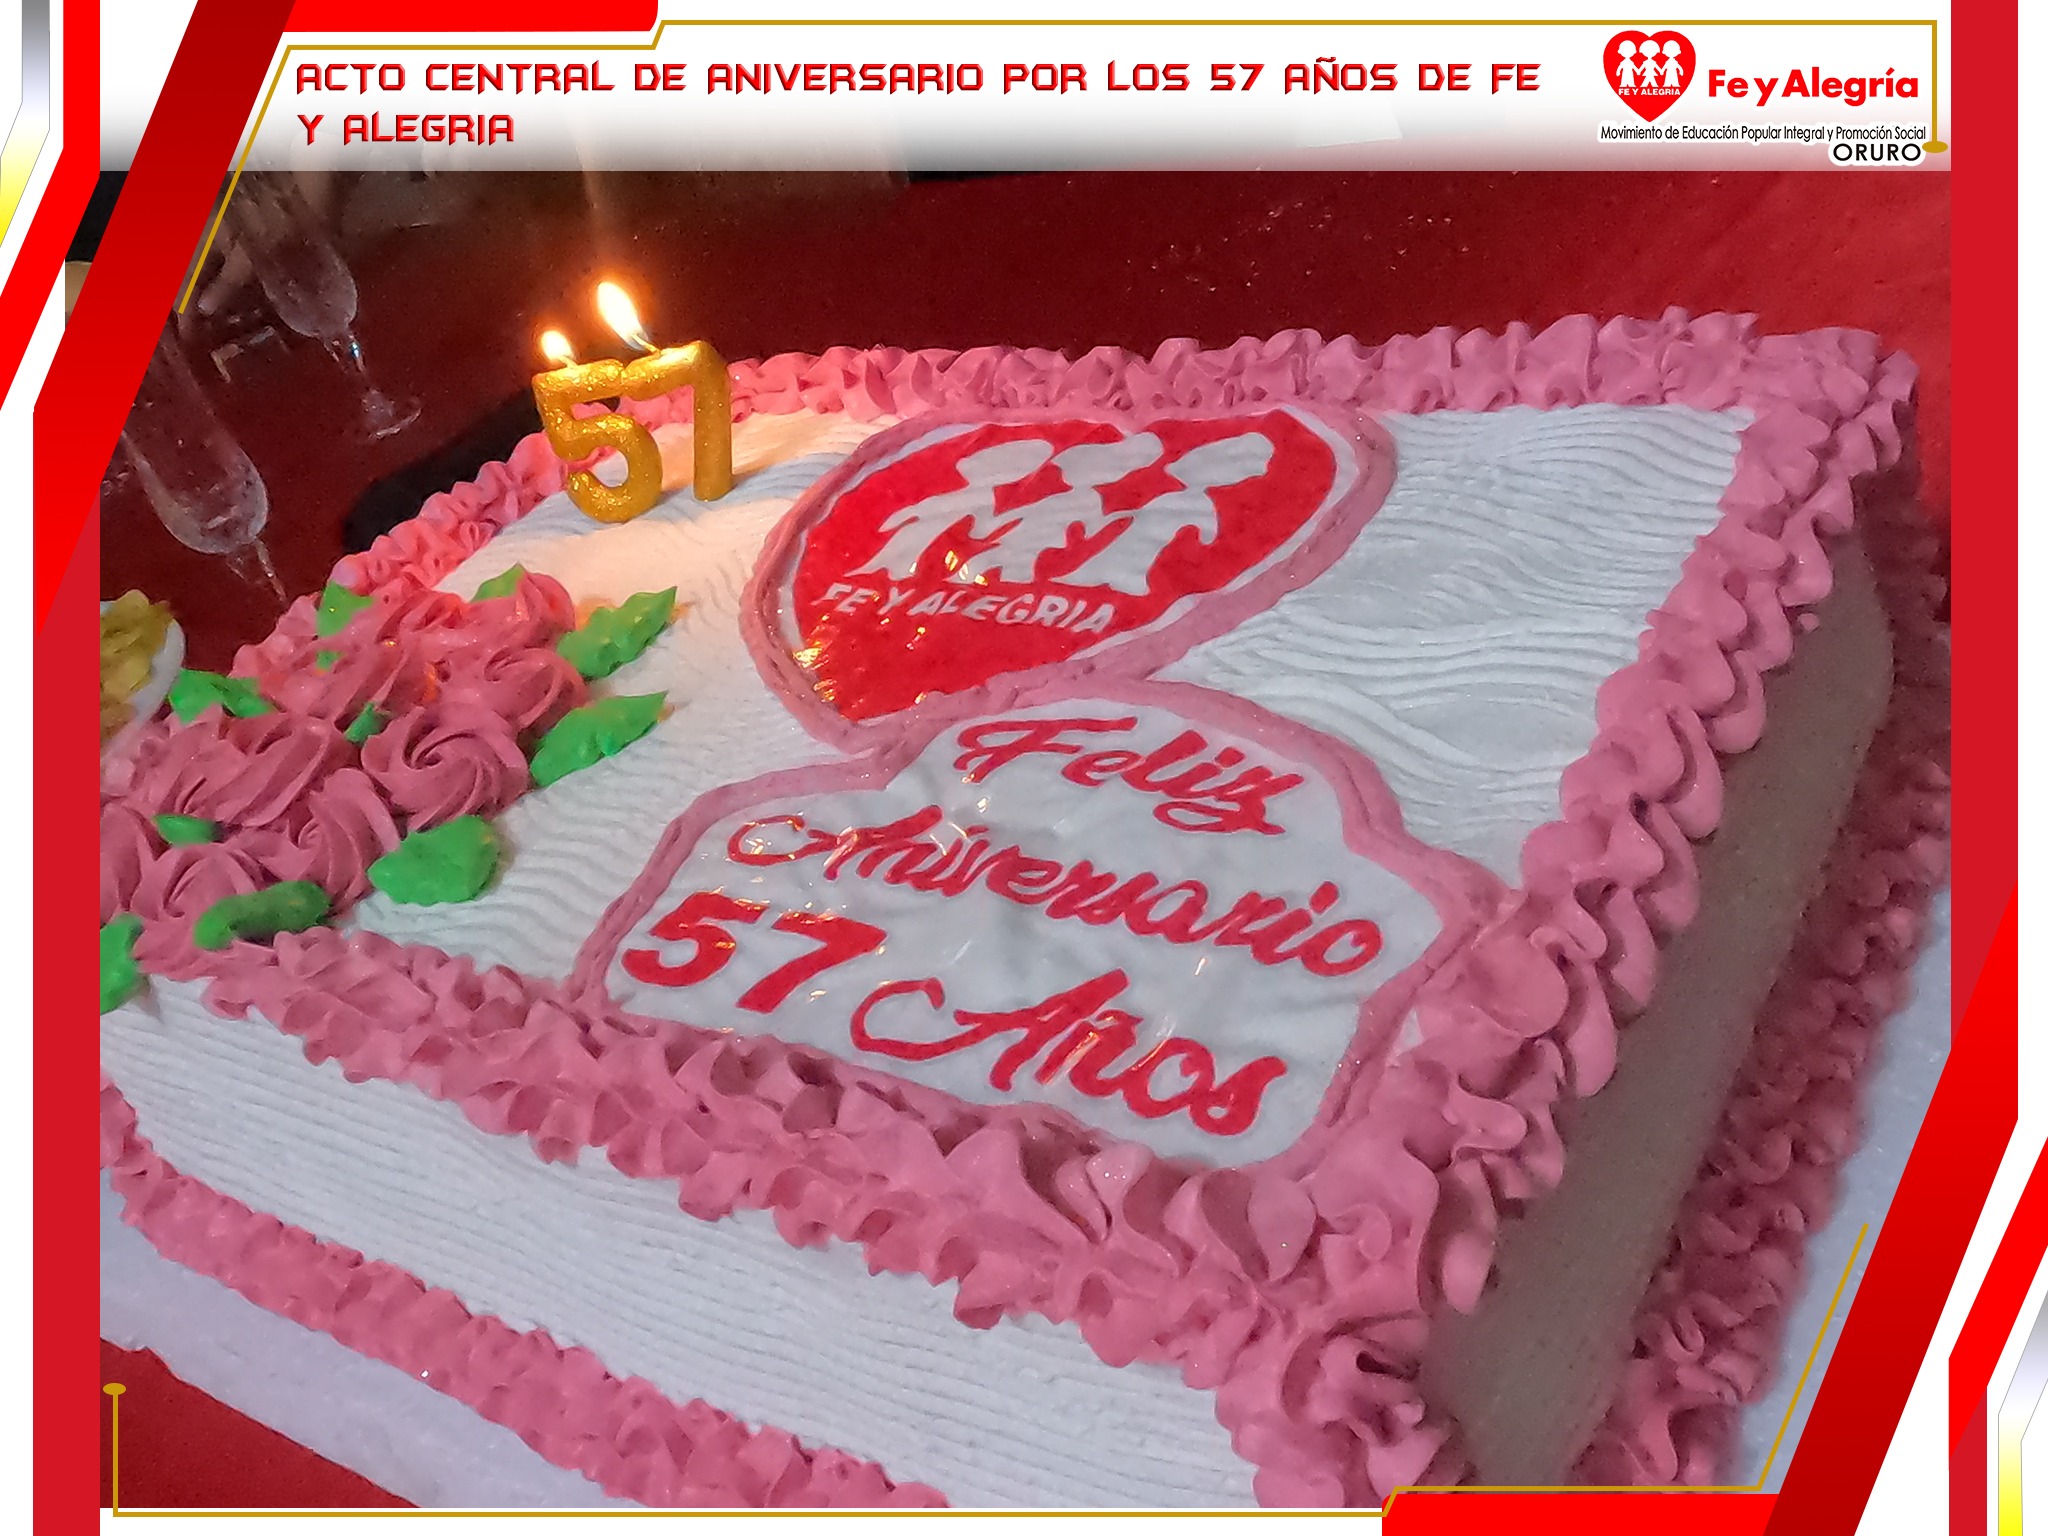 ACTO CENTRAL DE ANIVERSARIO POR LOS 57 AÑOS DE FE
Y ALEGRIA
FE Y ALEGRIA
Fe y Alegría
Movimiento de Educación Popular Integral y Promoción Social
ORURO
57
FE Y ALEGRIA
Feliz
Aniversario
57 Años